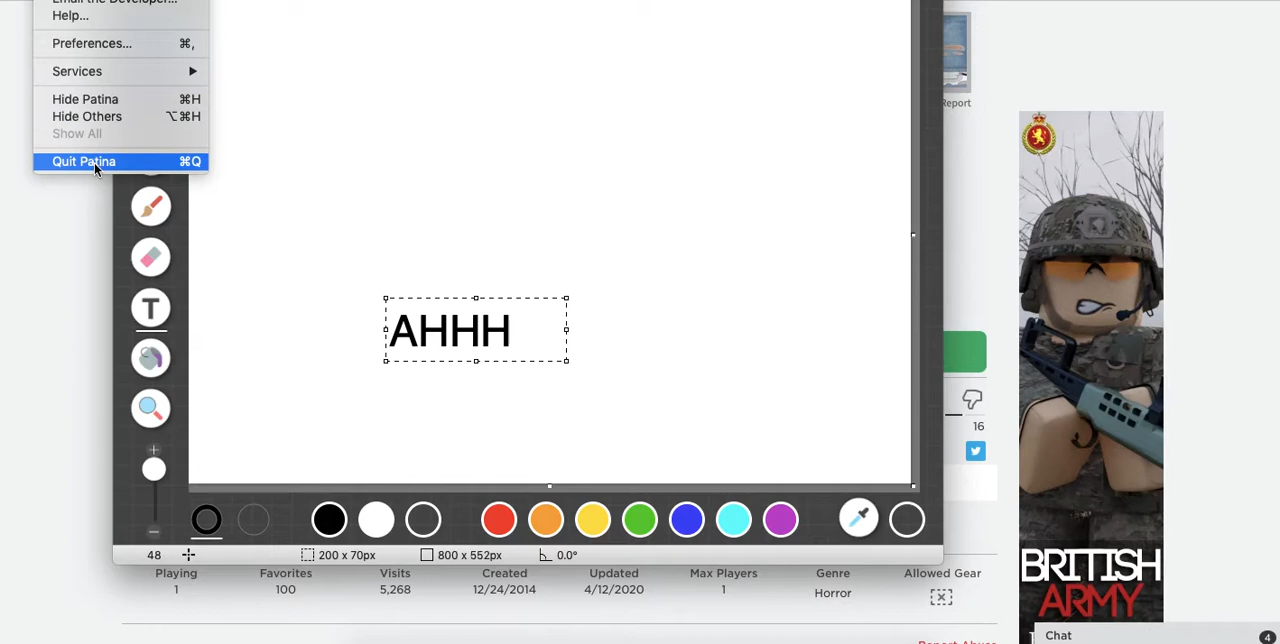 Email the Developer...
Help...
Preferences... ⌘,
Services
Hide Patina ⌘H
Hide Others ⌥⌘H
Show All
Quit Patina ⌘Q
Report
T
AHHH
16
48
200 x 70px
800 x 552px
0.0°
Playing
1
Favorites
100
Visits
5,268
Created
12/24/2014
Updated
4/12/2020
Max Players
1
Genre
Horror
Allowed Gear
Report Abuse
BRITISH
ARMY
Chat
4